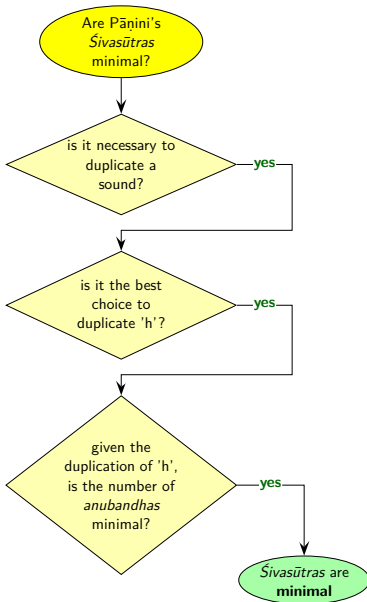 Are Pāṇini's
Śivasūtras
minimal?
is it necessary to
duplicate a
sound?
yes
is it the best
choice to
duplicate 'h'?
yes
given the
duplication of 'h',
is the number of
anubandhas
minimal?
yes
Śivasūtras are
minimal